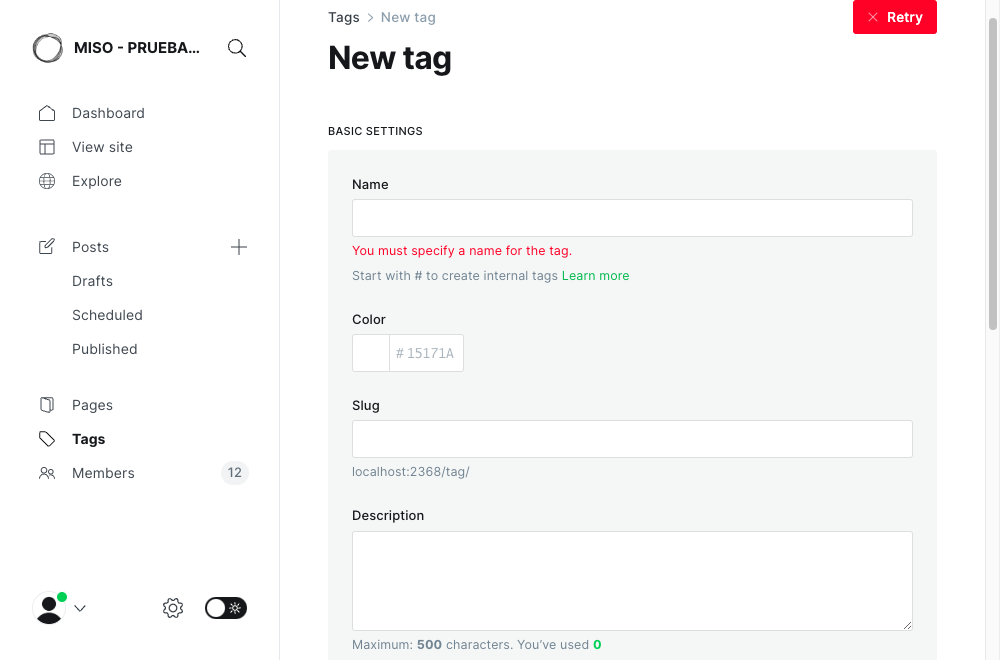 MISO - PRUEBA...
Dashboard
View site
Explore
Posts
Drafts
Scheduled
Published
Pages
Tags
Members 12
Tags > New tag
Retry
New tag
BASIC SETTINGS
Name
You must specify a name for the tag.
Start with # to create internal tags Learn more
Color
# 15171A
Slug
localhost:2368/tag/
Description
Maximum: 500 characters. You’ve used 0